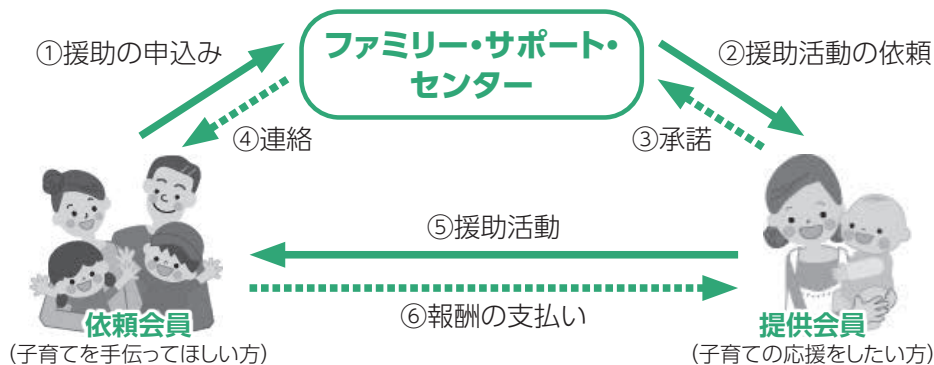 ①援助の申込み
ファミリー・サポート・
センター
②援助活動の依頼
④連絡
③承諾
⑤援助活動
⑥報酬の支払い
依頼会員
(子育てを手伝ってほしい方)
提供会員
(子育ての応援をしたい方)